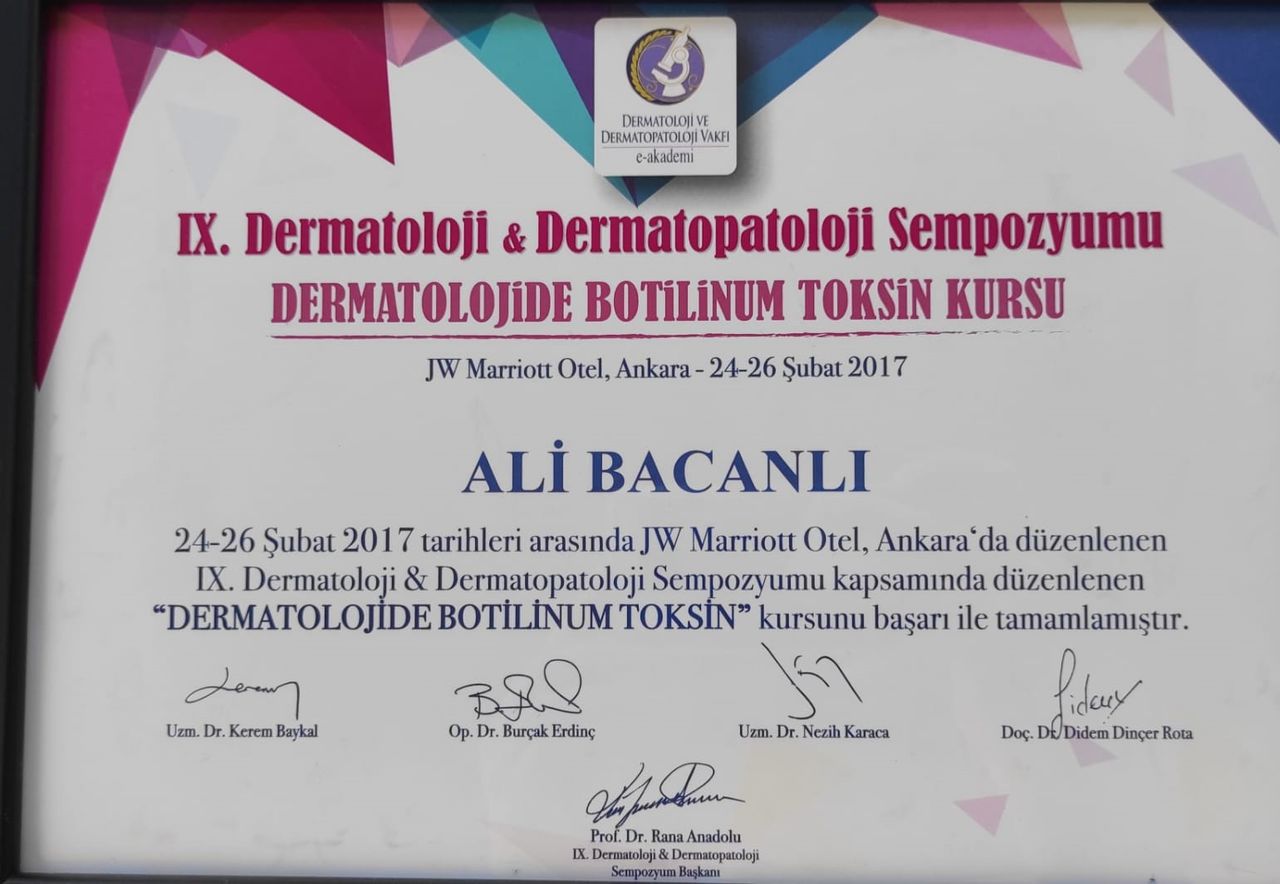 DERMATOLOJİ VE
DERMATOPATOLOJİ VAKFI
e-akademi
IX. Dermatoloji & Dermatopatoloji Sempozyumu
DERMATOLOJİDE BOTİLİNUM TOKSİN KURSU
JW Marriott Otel, Ankara - 24-26 Şubat 2017
ALİ BACANLI
24-26 Şubat 2017 tarihleri arasında JW Marriott Otel, Ankara‘da düzenlenen
IX. Dermatoloji & Dermatopatoloji Sempozyumu kapsamında düzenlenen
“DERMATOLOJİDE BOTİLİNUM TOKSİN” kursunu başarı ile tamamlamıştır.
Uzm. Dr. Kerem Baykal Op. Dr. Burçak Erdinç Uzm. Dr. Nezih Karaca Doç. Dr. Didem Dinçer Rota
Prof. Dr. Rana Anadolu
IX. Dermatoloji & Dermatopatoloji
Sempozyum Başkanı